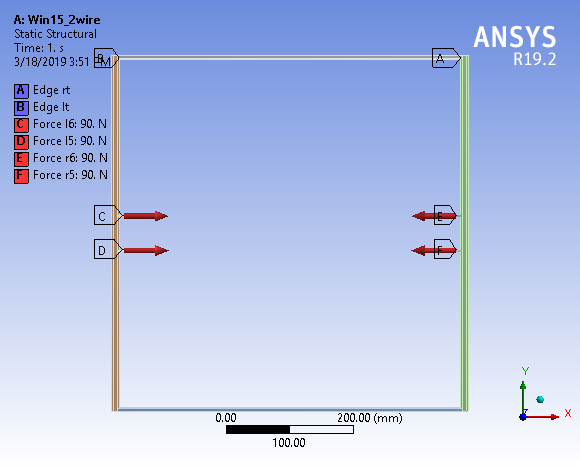 A: Win15_2wire
Static Structural
Time: 1. s
3/18/2019 3:51 PM
ANSYS
R19.2
A Edge rt
B Edge lt
C Force l6: 90. N
D Force l5: 90. N
E Force r6: 90. N
F Force r5: 90. N
B
A
C
E
D
F
0.00
200.00 (mm)
100.00
Y
Z
X